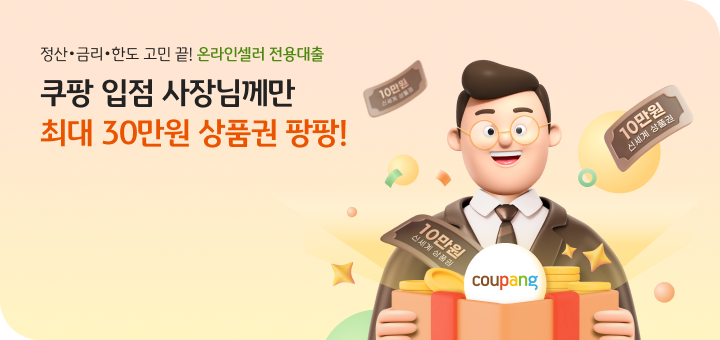 정산•금리•한도 고민 끝! 온라인셀러 전용대출
쿠팡 입점 사장님께만
최대 30만원 상품권 팡팡!
10만원
신세계 상품권
10만원
신세계 상품권
10만원
신세계 상품권
coupang